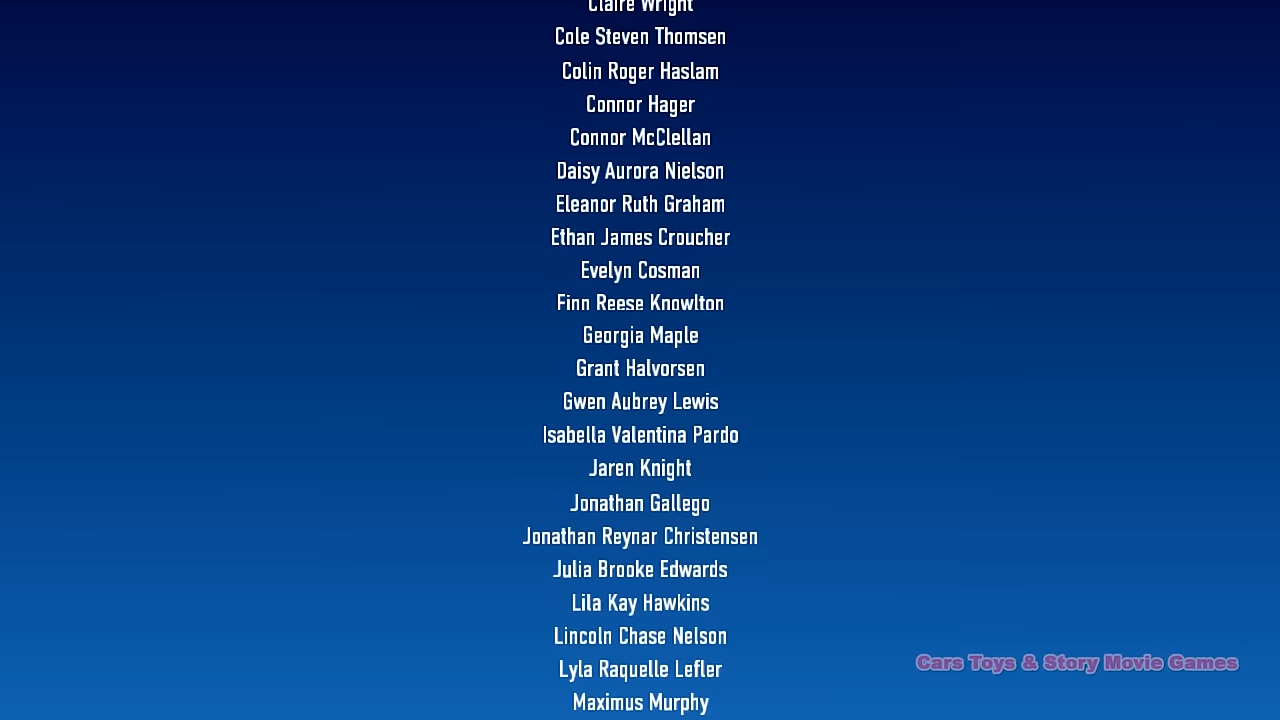 Claire Wright
Cole Steven Thomsen
Colin Roger Haslam
Connor Hager
Connor McClellan
Daisy Aurora Nielson
Eleanor Ruth Graham
Ethan James Croucher
Evelyn Cosman
Finn Reese Knowlton
Georgia Maple
Grant Halvorsen
Gwen Aubrey Lewis
Isabella Valentina Pardo
Jaren Knight
Jonathan Gallego
Jonathan Reynar Christensen
Julia Brooke Edwards
Lila Kay Hawkins
Lincoln Chase Nelson
Lyla Raquelle Lefler
Cars Toys & Story Movie Games
Maximus Murphy